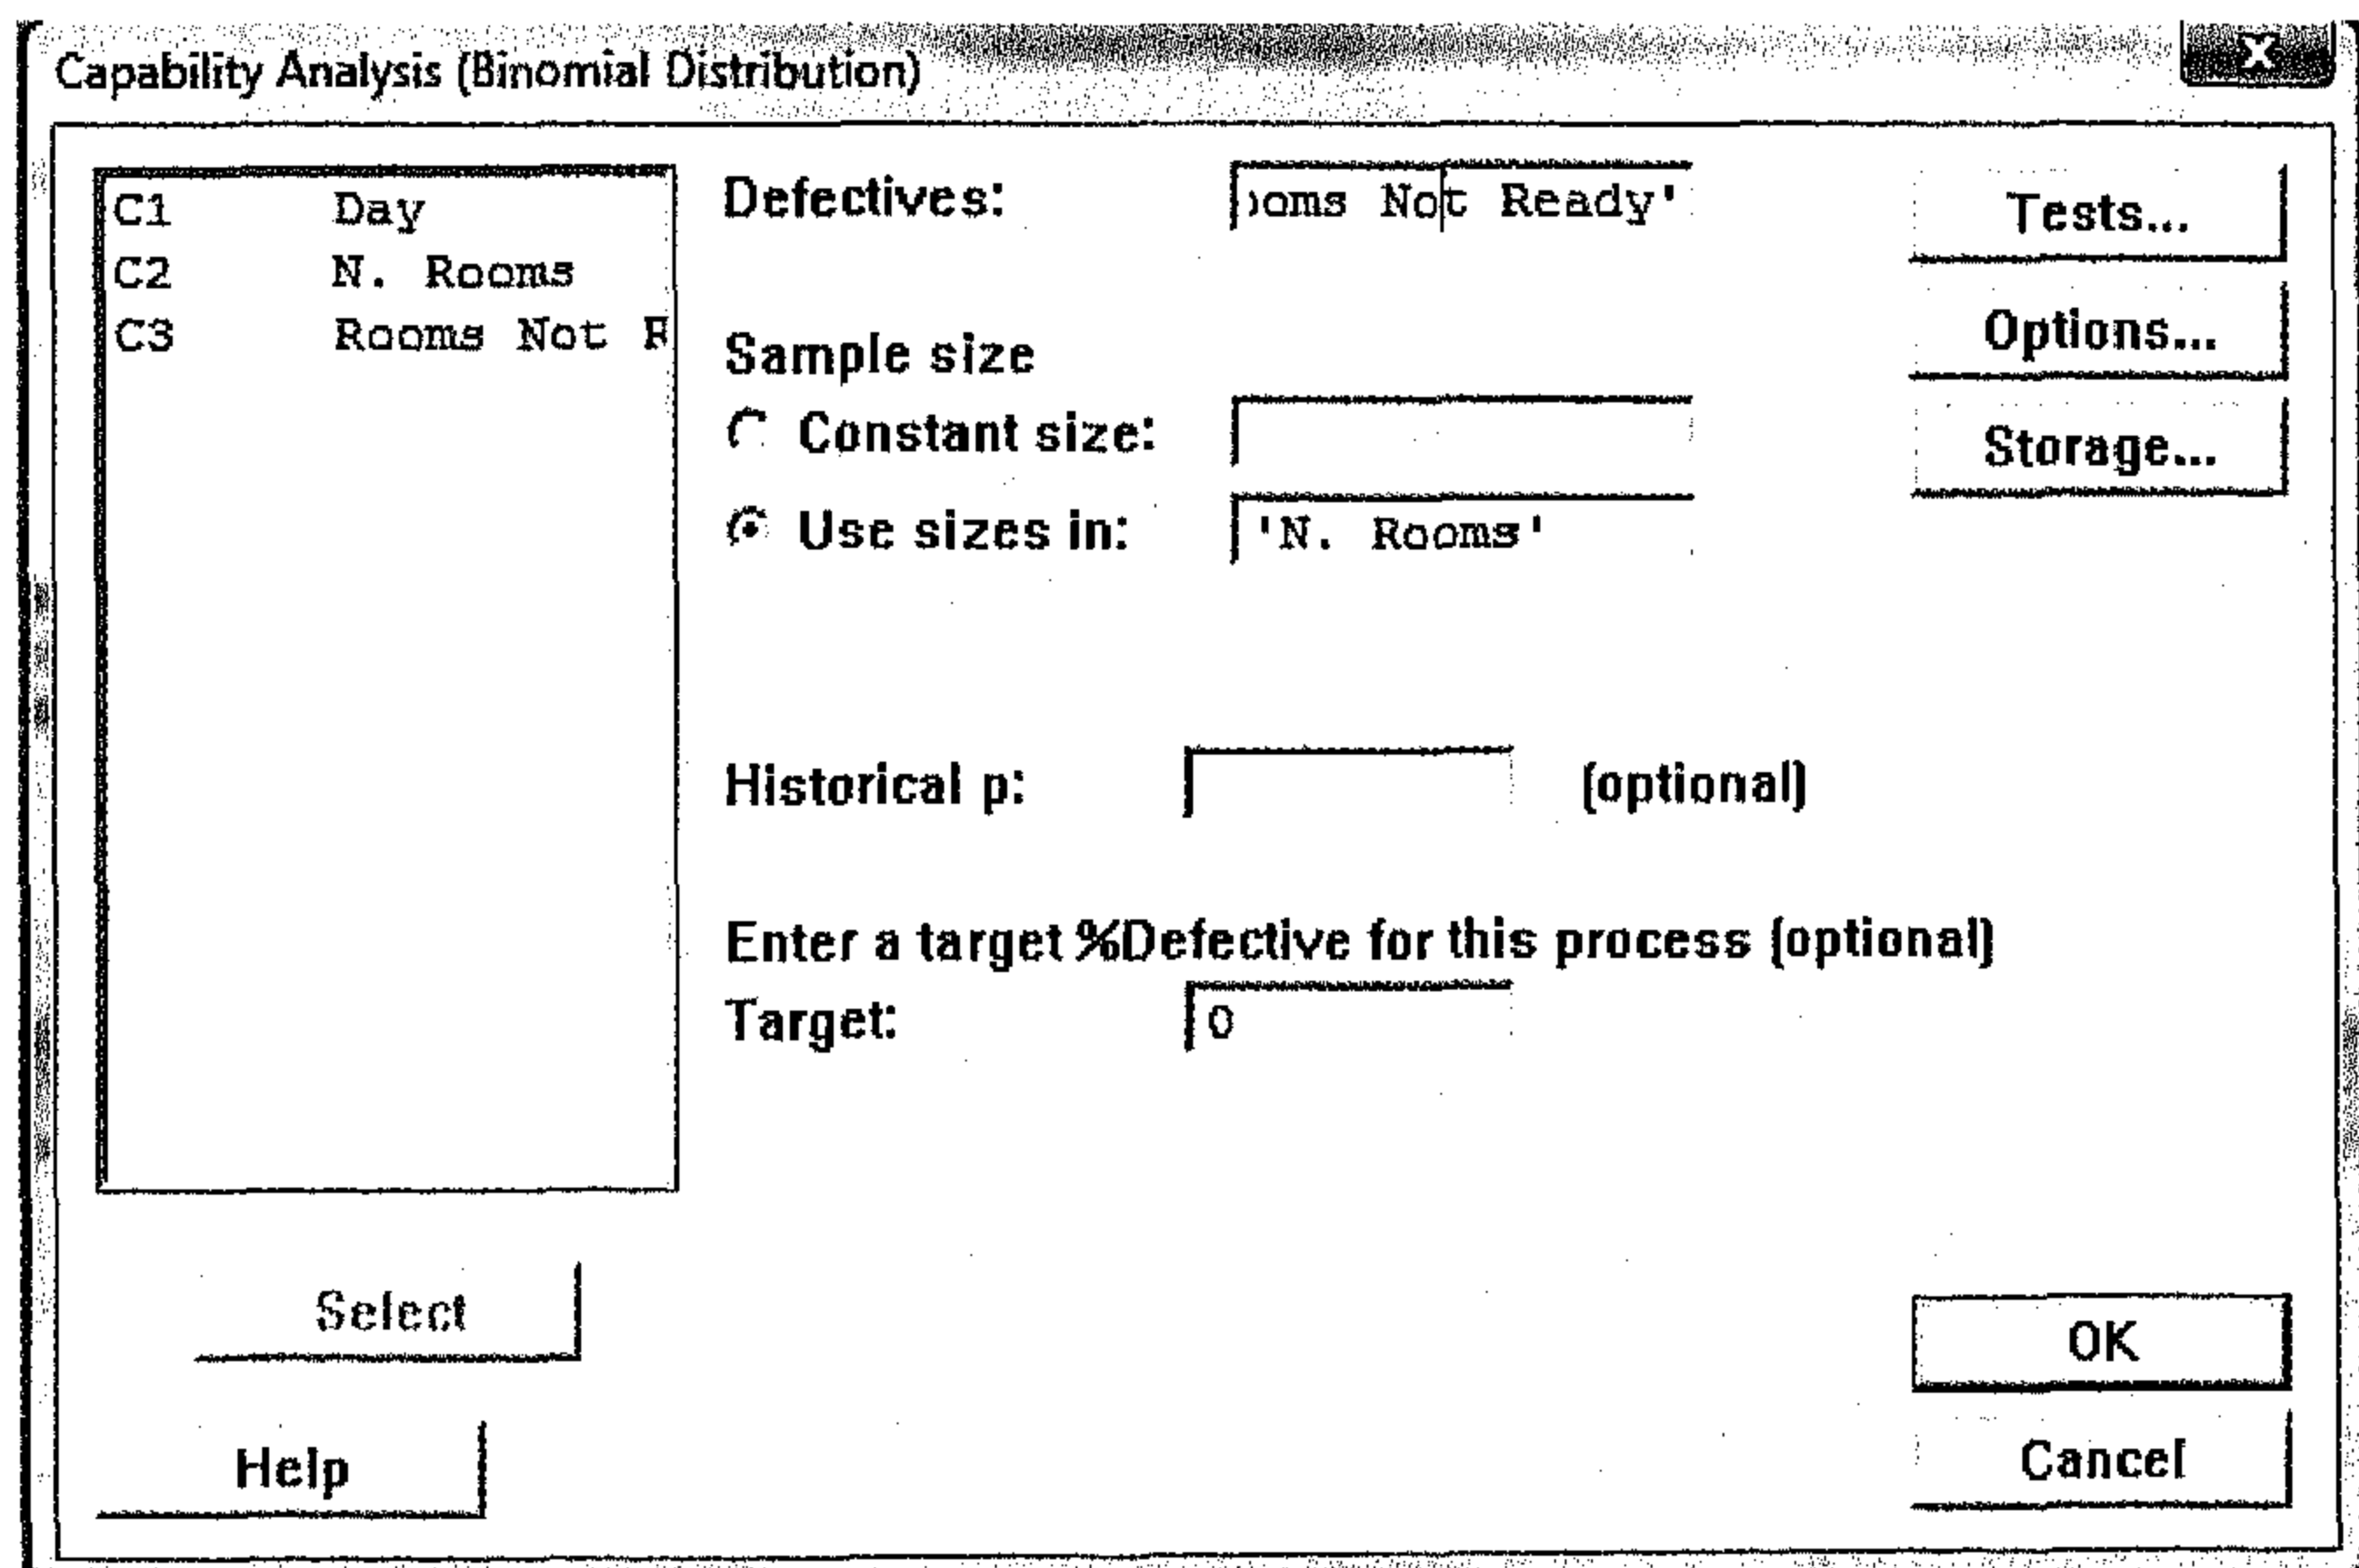 Capability Analysis (Binomial Distribution)
X
C1 Day
C2 N. Rooms
C3 Rooms Not R
Defectives: ooms Not Ready'
Sample size
Constant size:
Use sizes in: 'N. Rooms'
Historical p: (optional)
Enter a target %Defective for this process (optional)
Target: 0
Tests...
Options...
Storage...
Select
Help
OK
Cancel